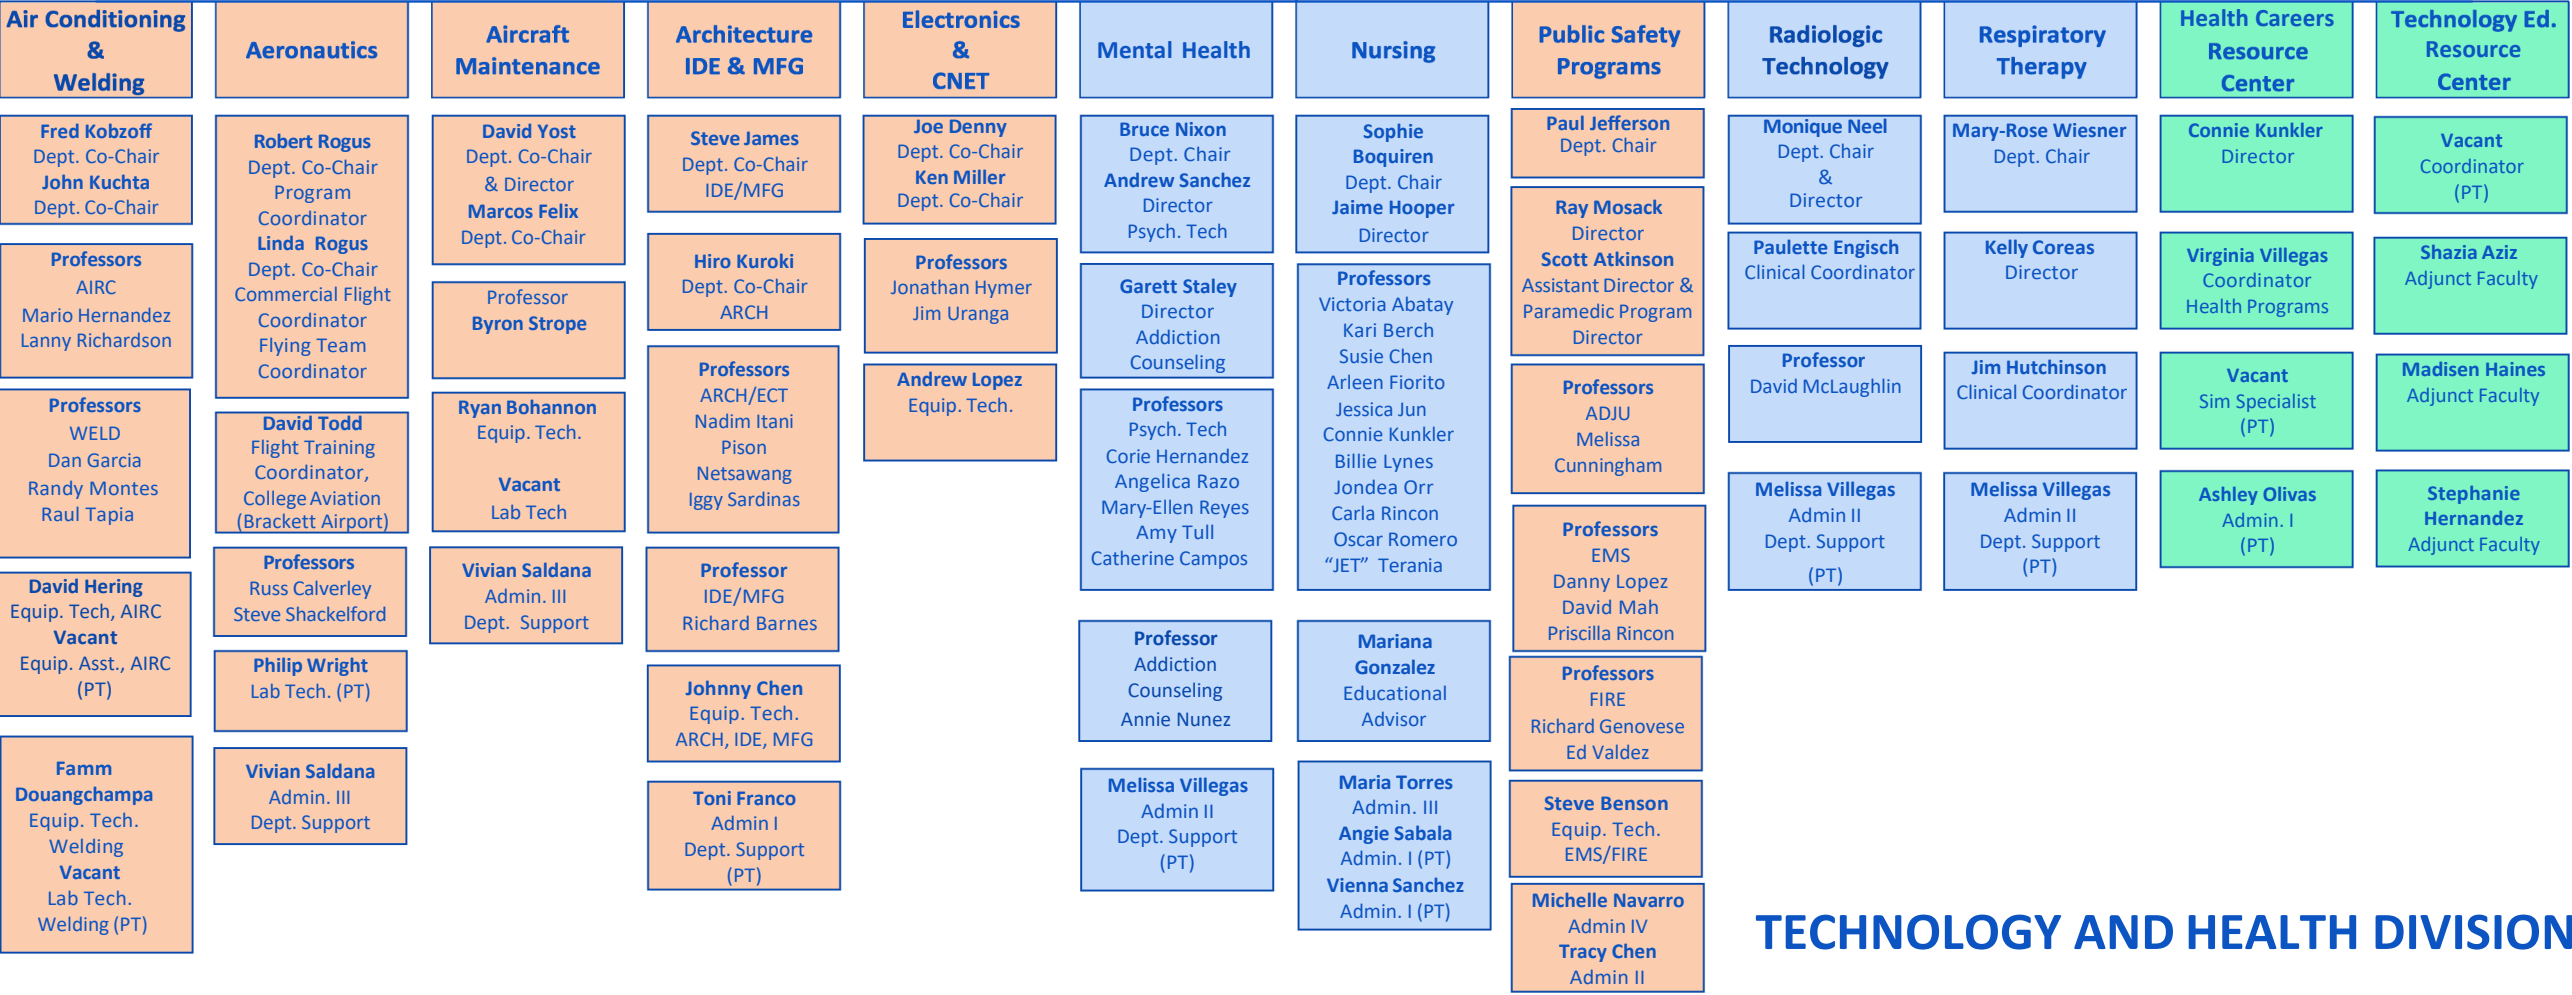 Air Conditioning
&
Welding
Fred Kobzoff
Dept. Co-Chair
John Kuchta
Dept. Co-Chair
Professors
AIRC
Mario Hernandez
Lanny Richardson
Professors
WELD
Dan Garcia
Randy Montes
Raul Tapia
David Hering
Equip. Tech, AIRC
Vacant
Equip. Asst., AIRC
(PT)
Famm
Douangchampa
Equip. Tech.
Welding
Vacant
Lab Tech.
Welding (PT)
Aeronautics
Robert Rogus
Dept. Co-Chair
Program
Coordinator
Linda Rogus
Dept. Co-Chair
Commercial Flight
Coordinator
Flying Team
Coordinator
David Todd
Flight Training
Coordinator,
College Aviation
(Brackett Airport)
Professors
Russ Calverley
Steve Shackelford
Philip Wright
Lab Tech. (PT)
Vivian Saldana
Admin. III
Dept. Support
Aircraft
Maintenance
David Yost
Dept. Co-Chair
& Director
Marcos Felix
Dept. Co-Chair
Professor
Byron Strope
Ryan Bohannon
Equip. Tech.
Vacant
Lab Tech
Vivian Saldana
Admin. III
Dept. Support
Architecture
IDE & MFG
Steve James
Dept. Co-Chair
IDE/MFG
Hiro Kuroki
Dept. Co-Chair
ARCH
Professors
ARCH/ECT
Nadim Itani
Pison
Netsawang
Iggy Sardinas
Professor
IDE/MFG
Richard Barnes
Johnny Chen
Equip. Tech.
ARCH, IDE, MFG
Toni Franco
Admin I
Dept. Support
(PT)
Electronics
&
CNET
Joe Denny
Dept. Co-Chair
Ken Miller
Dept. Co-Chair
Professors
Jonathan Hymer
Jim Uranga
Andrew Lopez
Equip. Tech.
Mental Health
Bruce Nixon
Dept. Chair
Andrew Sanchez
Director
Psych. Tech
Garett Staley
Director
Addiction
Counseling
Professors
Psych. Tech
Corie Hernandez
Angelica Razo
Mary-Ellen Reyes
Amy Tull
Catherine Campos
Professor
Addiction
Counseling
Annie Nunez
Melissa Villegas
Admin II
Dept. Support
(PT)
Nursing
Sophie
Boquiren
Dept. Chair
Jaime Hooper
Director
Professors
Victoria Abatay
Kari Berch
Susie Chen
Arleen Fiorito
Jessica Jun
Connie Kunkler
Billie Lynes
Jondea Orr
Carla Rincon
Oscar Romero
“JET” Terania
Mariana
Gonzalez
Educational
Advisor
Maria Torres
Admin. III
Angie Sabala
Admin. I (PT)
Vienna Sanchez
Admin. I (PT)
Public Safety
Programs
Paul Jefferson
Dept. Chair
Ray Mosack
Director
Scott Atkinson
Assistant Director &
Paramedic Program
Director
Professors
ADJU
Melissa
Cunningham
Professors
EMS
Danny Lopez
David Mah
Priscilla Rincon
Professors
FIRE
Richard Genovese
Ed Valdez
Steve Benson
Equip. Tech.
EMS/FIRE
Michelle Navarro
Admin IV
Tracy Chen
Admin II
Radiologic
Technology
Monique Neel
Dept. Chair
&
Director
Paulette Engisch
Clinical Coordinator
Professor
David McLaughlin
Melissa Villegas
Admin II
Dept. Support
(PT)
Respiratory
Therapy
Mary-Rose Wiesner
Dept. Chair
Kelly Coreas
Director
Jim Hutchinson
Clinical Coordinator
Melissa Villegas
Admin II
Dept. Support
(PT)
Health Careers
Resource
Center
Connie Kunkler
Director
Virginia Villegas
Coordinator
Health Programs
Vacant
Sim Specialist
(PT)
Ashley Olivas
Admin. I
(PT)
Technology Ed.
Resource
Center
Vacant
Coordinator
(PT)
Shazia Aziz
Adjunct Faculty
Madisen Haines
Adjunct Faculty
Stephanie
Hernandez
Adjunct Faculty
TECHNOLOGY AND HEALTH DIVISION